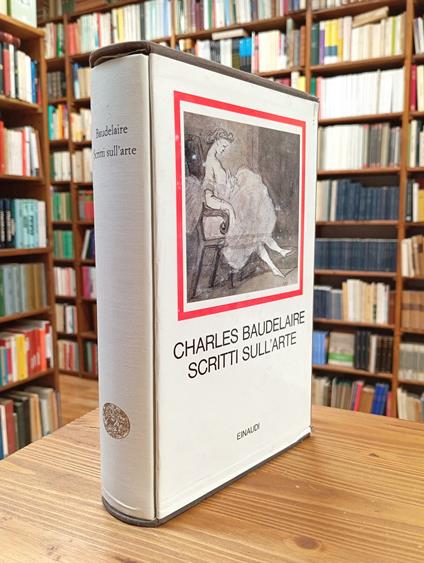 Baudelaire
Scritti sull'arte
CHARLES BAUDELAIRE
SCRITTI SULL'ARTE
EINAUDI